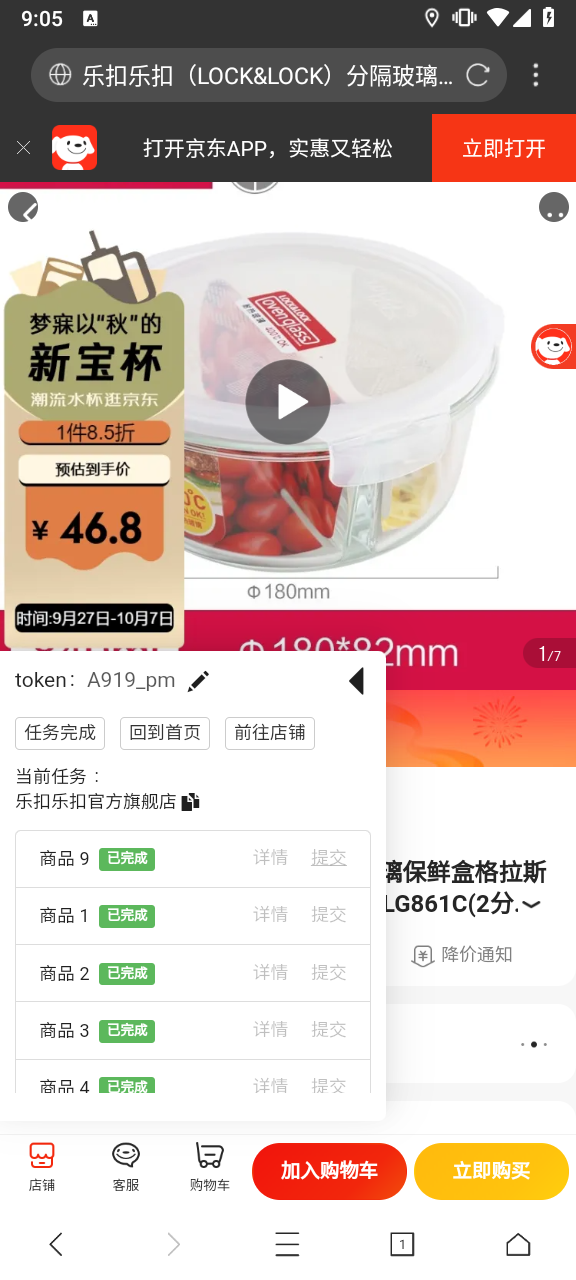 9:05
A
乐扣乐扣（LOCK&LOCK）分隔玻璃...
打开京东APP，实惠又轻松
立即打开
LOCK&LOCK
oven glass
400℃ OK
梦寐以"秋"的
新宝杯
潮流水杯逛京东
1件8.5折
预估到手价
¥ 46.8
时间:9月27日-10月7日
Φ180mm
Φ180*82mm
1/7
token： A919_pm
任务完成
回到首页
前往店铺
当前任务：
乐扣乐扣官方旗舰店
商品 9 已完成 详情 提交
商品 1 已完成 详情 提交
商品 2 已完成 详情 提交
商品 3 已完成 详情 提交
商品 4 已完成 详情 提交
璃保鲜盒格拉斯
LG861C(2分.
降价通知
店铺
客服
购物车
加入购物车
立即购买
1